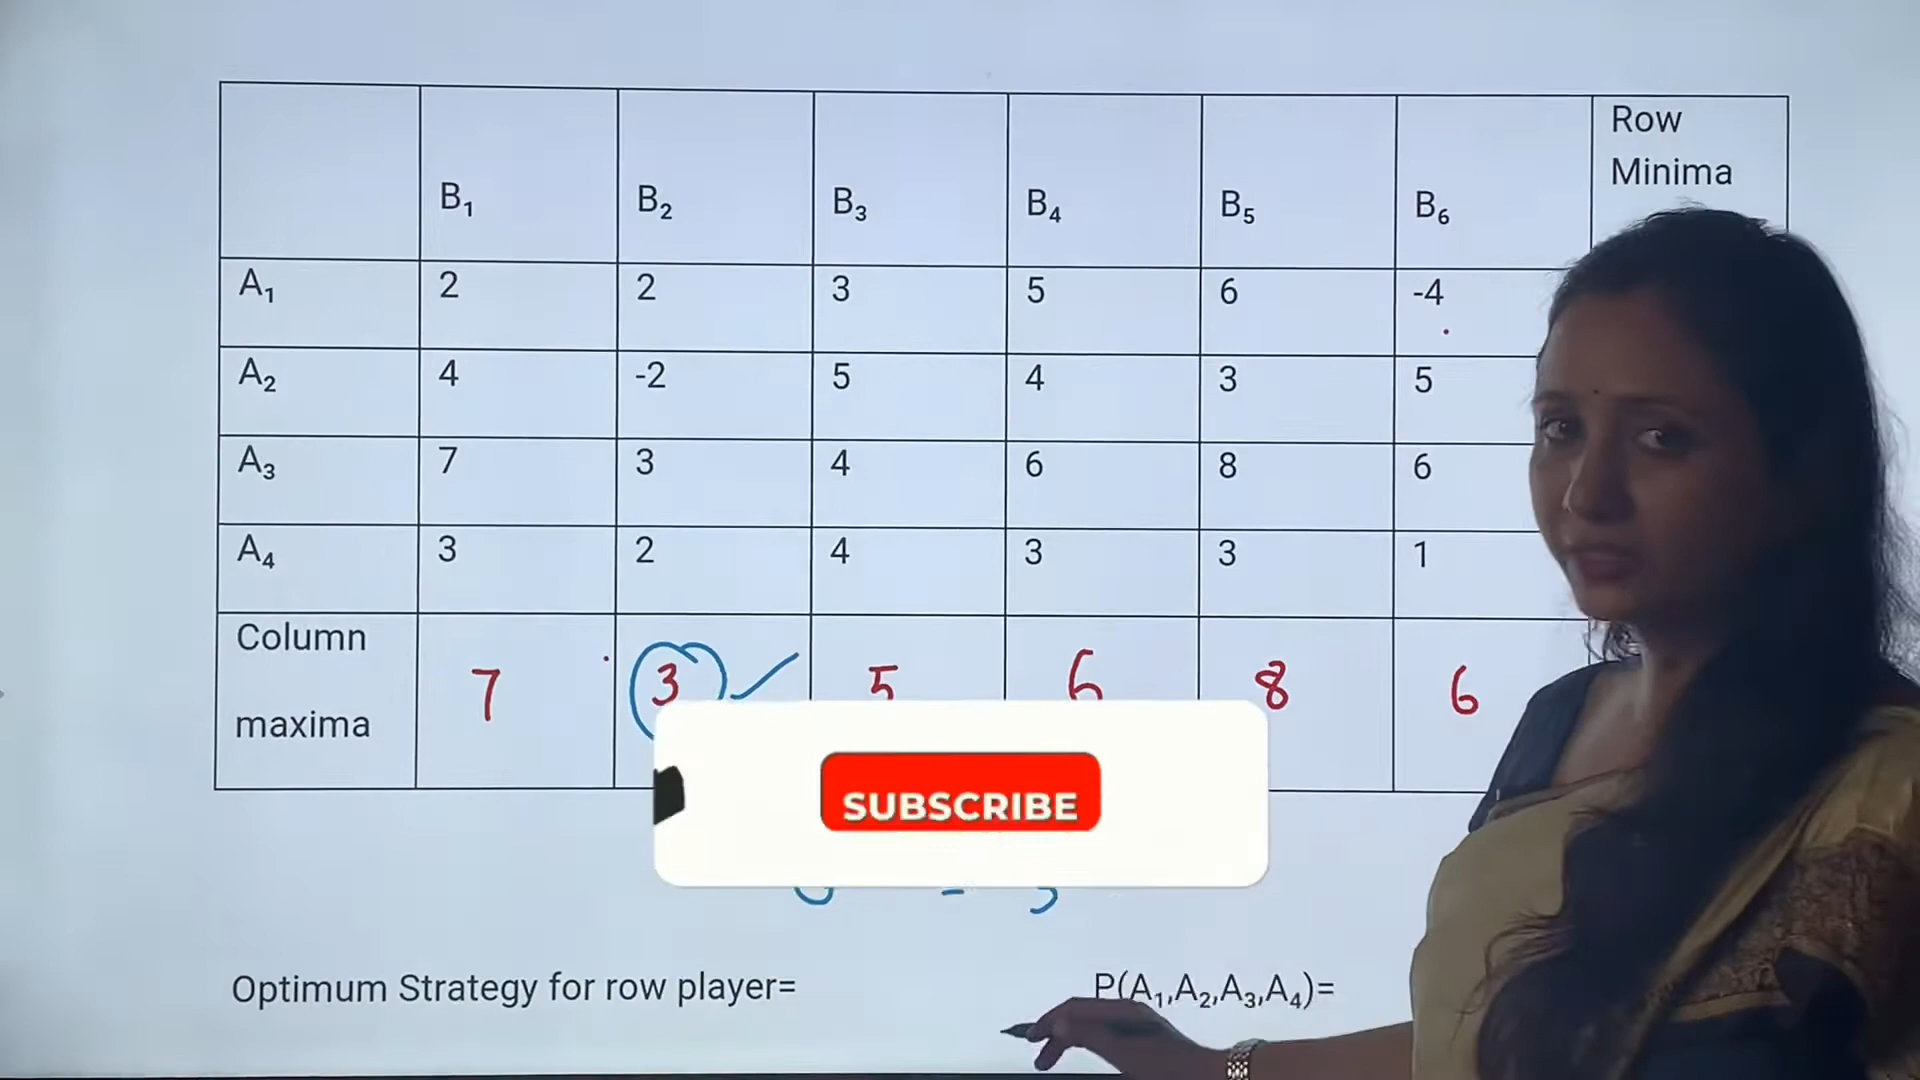 Row
Minima
B₁ B₂ B₃ B₄ B₅ B₆
A₁ 2 2 3 5 6 -4
A₂ 4 -2 5 4 3 5
A₃ 7 3 4 6 8 6
A₄ 3 2 4 3 3 1
Column
maxima
7 3 5 6 8 6
SUBSCRIBE
Optimum Strategy for row player= P(A₁,A₂,A₃,A₄)=